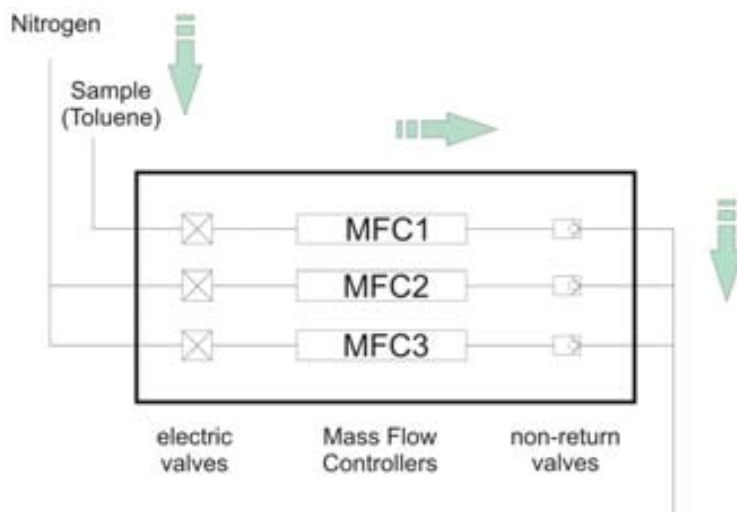 Nitrogen
Sample
(Toluene)
MFC1
MFC2
MFC3
electric
valves
Mass Flow
Controllers
non-return
valves